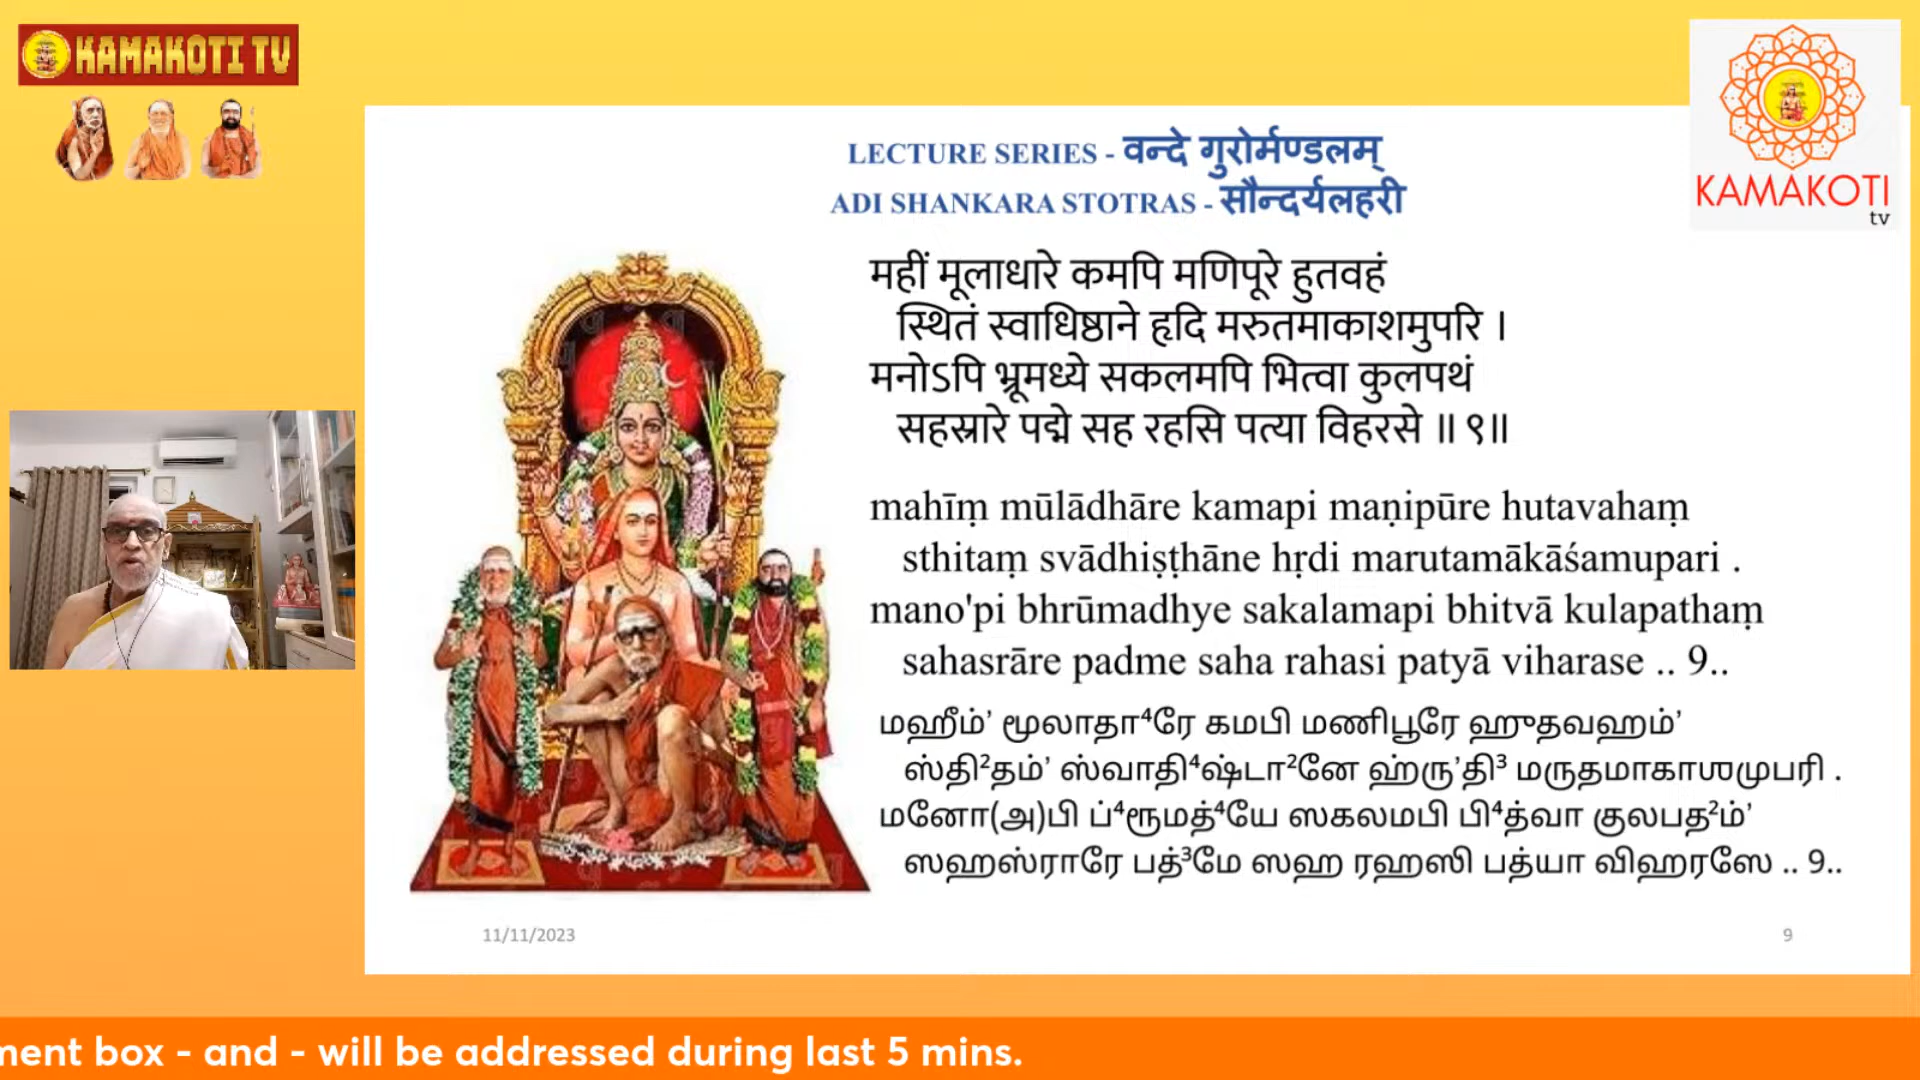 KAMAKOTI TV
KAMAKOTI
tv
LECTURE SERIES - वन्दे गुरोर्मण्डलम्
ADI SHANKARA STOTRAS - सौन्दर्यलहरी
महीं मूलाधारे कमपि मणिपूरे हुतवहं
स्थितं स्वाधिष्ठाने हृदि मरुतमाकाशमुपरि ।
मनोऽपि भ्रूमध्ये सकलमपि भित्वा कुलपथं
सहस्रारे पद्मे सह रहसि पत्या विहरसे ॥ ९॥
mahīṃ mūlādhāre kamapi maṇipūre hutavahaṃ
sthitaṃ svādhiṣṭhāne hṛdi marutamākāśamupari .
mano'pi bhrūmadhye sakalamapi bhitvā kulapathaṃ
sahasrāre padme saha rahasi patyā viharase .. 9..
மஹீம்ʼ மூலாதா⁴ரே கமபி மணிபூரே ஹுதவஹம்ʼ
ஸ்தி²தம்ʼ ஸ்வாதி⁴ஷ்டா²னே ஹ்ருʼதி³ மருதமாகாஶமுபரி .
மனோ(அ)பி ப்⁴ரூமத்⁴யே ஸகலமபி பி⁴த்வா குலபத²ம்ʼ
ஸஹஸ்ராரே பத்³மே ஸஹ ரஹஸி பத்யா விஹரஸே .. 9..
11/11/2023
9
ment box - and - will be addressed during last 5 mins.